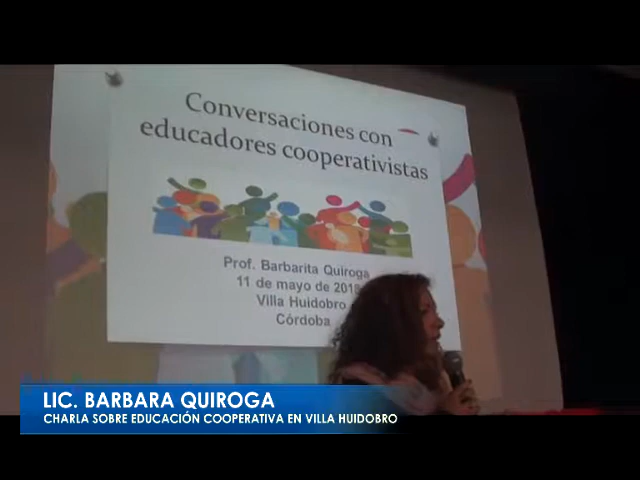 Conversaciones con
educadores cooperativistas
Prof. Barbarita Quiroga
11 de mayo de 2018
Villa Huidobro
Córdoba
LIC. BARBARA QUIROGA
CHARLA SOBRE EDUCACIÓN COOPERATIVA EN VILLA HUIDOBRO